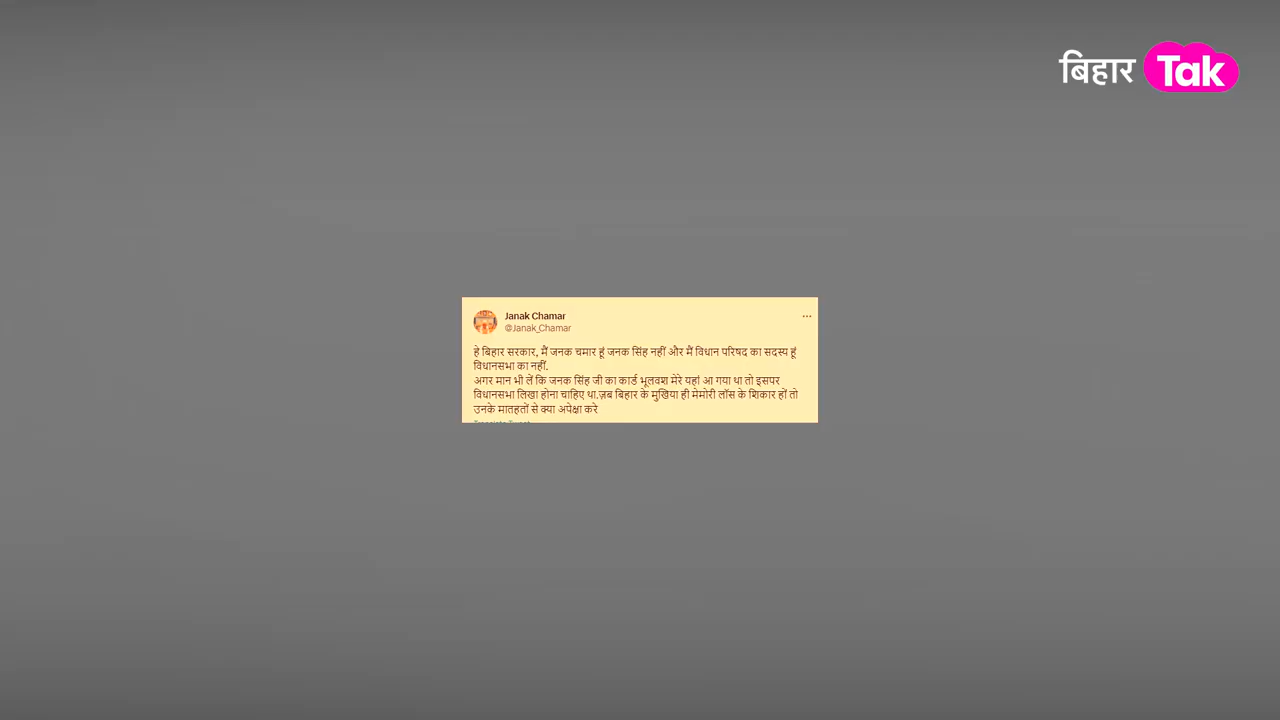 बिहार Tak
Janak Chamar
@Janak_Chamar
हे बिहार सरकार, मैं जनक चमार हूं जनक सिंह नहीं और मैं विधान परिषद का सदस्य हूं
विधानसभा का नहीं.
अगर मान भी लें कि जनक सिंह जी का कार्ड भूलवश मेरे यहां आ गया था तो इसपर
विधानसभा लिखा होना चाहिए था.ज़ब बिहार के मुखिया ही मेमोरी लॉस के शिकार हों तो
उनके मातहतों से क्या अपेक्षा करे